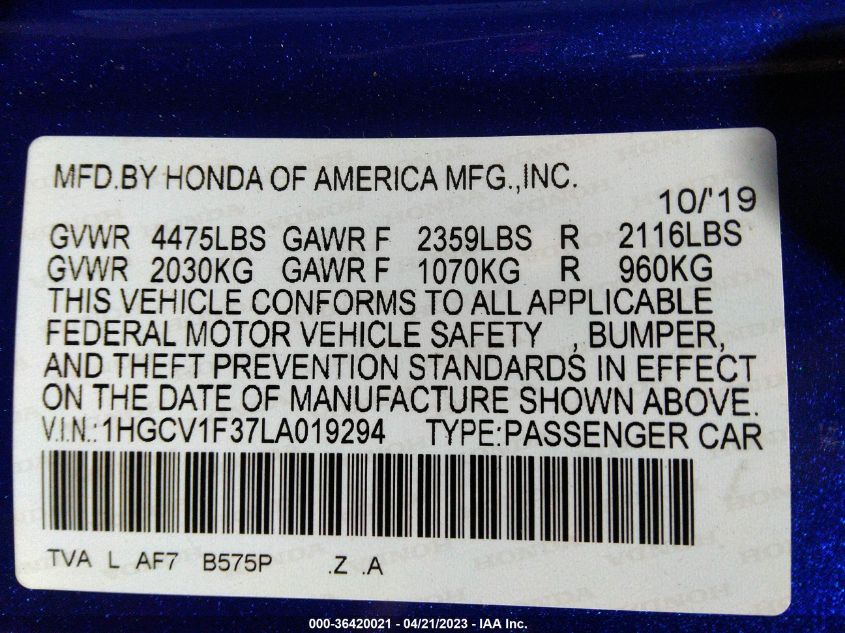 MFD.BY HONDA OF AMERICA MFG.,INC.
10/'19
GVWR 4475LBS GAWR F 2359LBS R 2116LBS
GVWR 2030KG GAWR F 1070KG R 960KG
THIS VEHICLE CONFORMS TO ALL APPLICABLE
FEDERAL MOTOR VEHICLE SAFETY , BUMPER,
AND THEFT PREVENTION STANDARDS IN EFFECT
ON THE DATE OF MANUFACTURE SHOWN ABOVE.
V.I.N.:1HGCV1F37LA019294 TYPE:PASSENGER CAR
TVA L AF7 B575P .Z .A
000-36420021 - 04/21/2023 - IAA Inc.